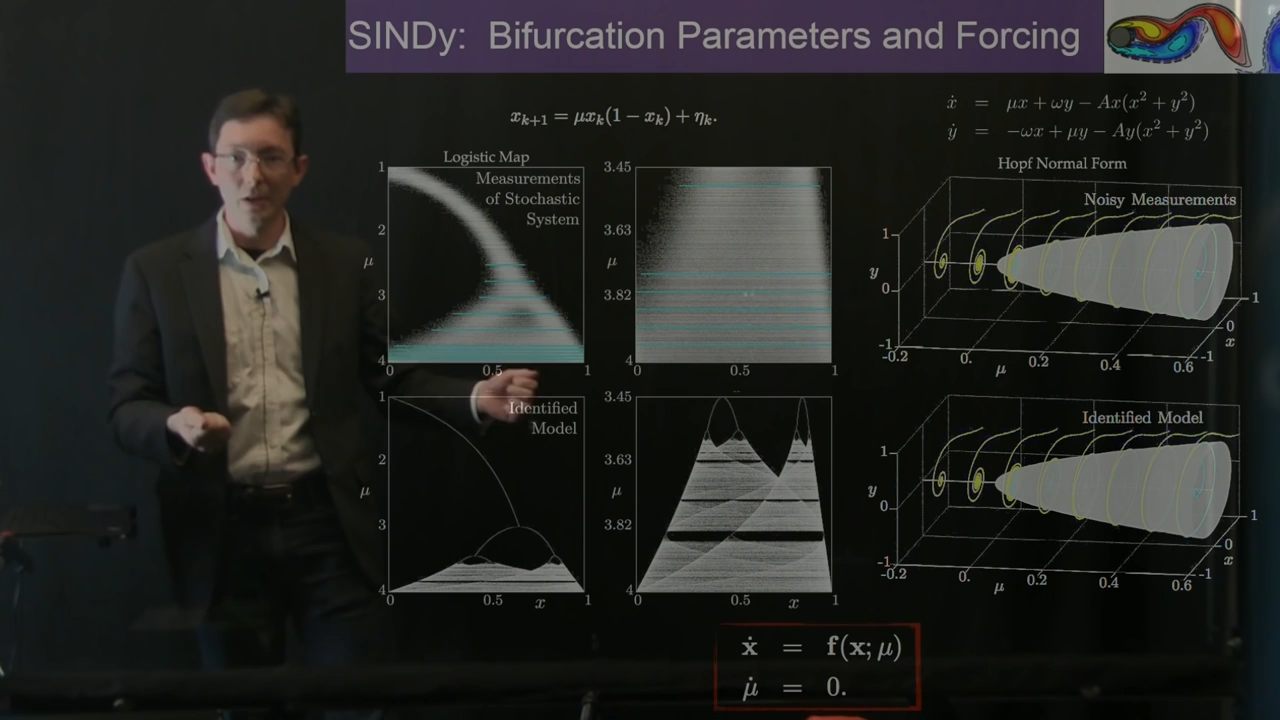 SINDy: Bifurcation Parameters and Forcing
xₖ₊₁ = μxₖ(1 − xₖ) + ηₖ.
ẋ = μx + ωy − Ax(x² + y²)
ẏ = −ωx + μy − Ay(x² + y²)
Logistic Map
Measurements
of Stochastic
System
1
2
μ
3
4
0
0.5
1
3.45
3.63
μ
3.82
4
0
0.5
1
Hopf Normal Form
Noisy Measurements
1
y
0
-1
-0.2
0.
μ
0.2
0.4
0.6
-1
x
0
1
Identified
Model
1
2
μ
3
4
0
0.5
x
1
3.45
3.63
μ
3.82
4
0
0.5
x
1
Identified Model
1
y
0
-1
-0.2
0.
μ
0.2
0.4
0.6
-1
x
0
1
ẋ = f(x; μ)
μ̇ = 0.